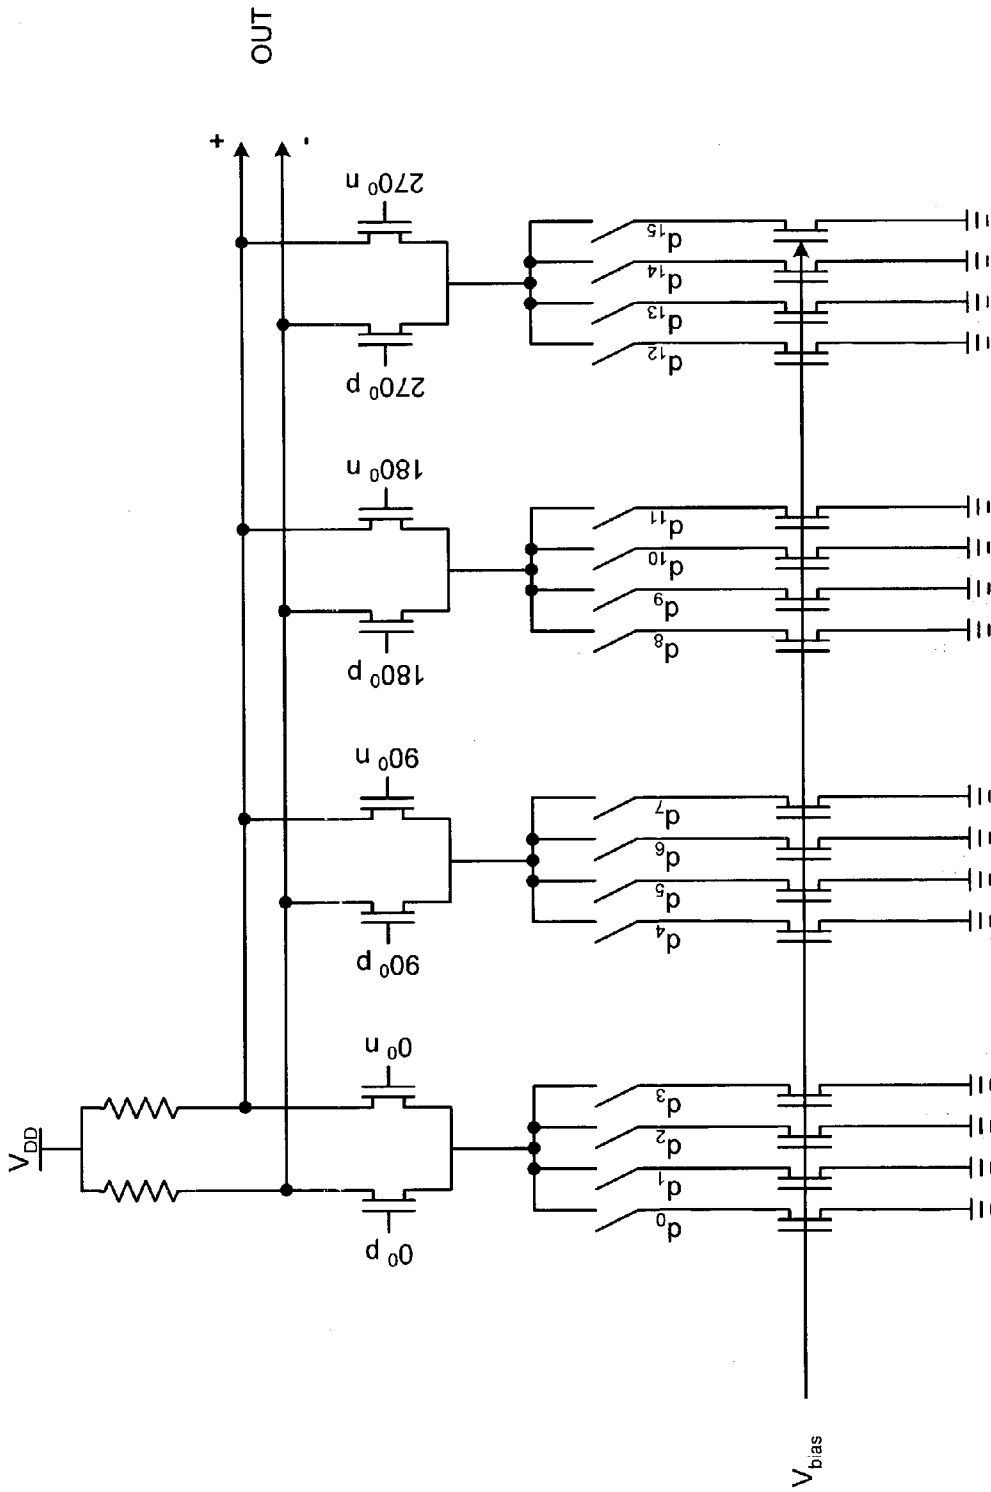 V_DD
OUT
+
-
0⁰ p
0⁰ n
90⁰ p
90⁰ n
180⁰ p
180⁰ n
270⁰ p
270⁰ n
d₀
d₁
d₂
d₃
d₄
d₅
d₆
d₇
d₈
d₉
d₁₀
d₁₁
d₁₂
d₁₃
d₁₄
d₁₅
V_bias